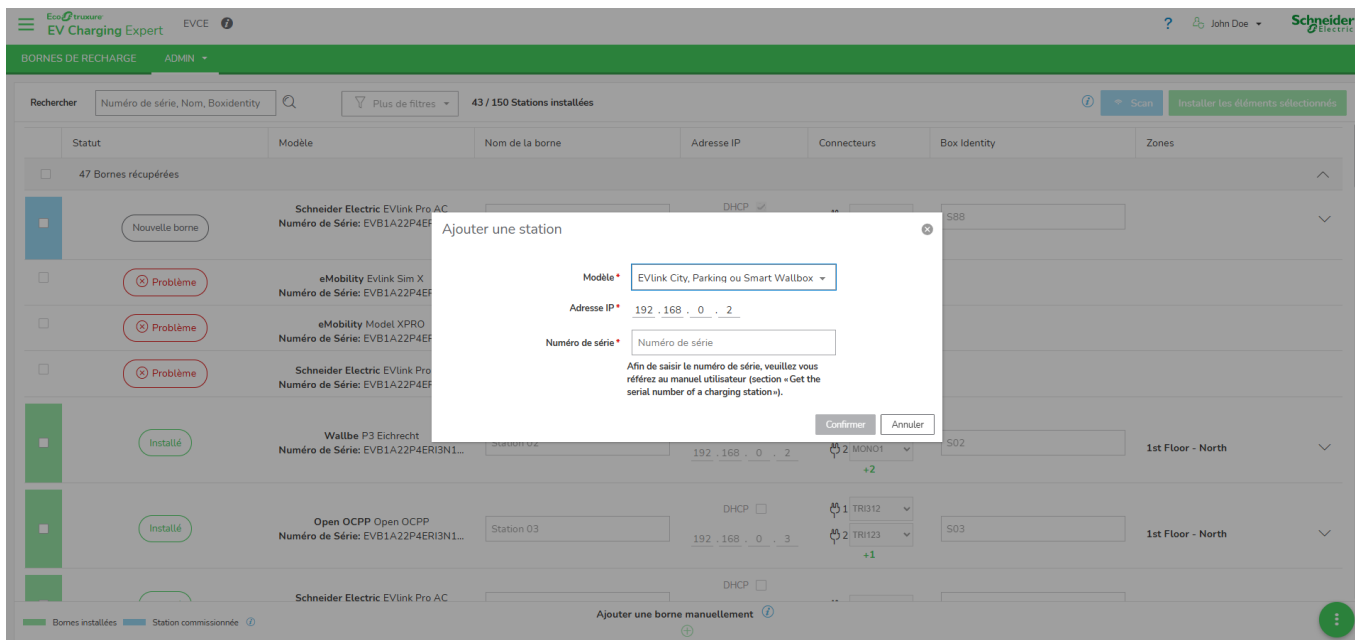 EcoStruxure
EV Charging Expert
EVCE
?
John Doe
Schneider
Electric
BORNES DE RECHARGE ADMIN
Rechercher Numéro de série, Nom, Boxidentity Plus de filtres 43 / 150 Stations installées Scan Installer les éléments sélectionnés
Statut Modèle Nom de la borne Adresse IP Connecteurs Box Identity Zones
47 Bornes récupérées
Nouvelle borne
Schneider Electric EVlink Pro AC
Numéro de Série: EVB1A22P4ER
DHCP
S88
Problème
eMobility Evlink Sim X
Numéro de Série: EVB1A22P4ER
Problème
eMobility Model XPRO
Numéro de Série: EVB1A22P4ER
Problème
Schneider Electric EVlink Pro
Numéro de Série: EVB1A22P4ER
Ajouter une station
Modèle* EVlink City, Parking ou Smart Wallbox
Adresse IP* 192 . 168 . 0 . 2
Numéro de série* Numéro de série
Afin de saisir le numéro de série, veuillez vous
référez au manuel utilisateur (section «Get the
serial number of a charging station»).
Confirmer Annuler
Installé
Wallbe P3 Eichrecht
Numéro de Série: EVB1A22P4ERI3N1...
Station 02
192 . 168 . 0 . 2
2 MONO1
+2
S02
1st Floor - North
Installé
Open OCPP Open OCPP
Numéro de Série: EVB1A22P4ERI3N1...
Station 03
DHCP
192 . 168 . 0 . 3
1 TRI312
2 TRI123
+1
S03
1st Floor - North
Schneider Electric EVlink Pro AC
DHCP
Bornes installées Station commissionnée
Ajouter une borne manuellement